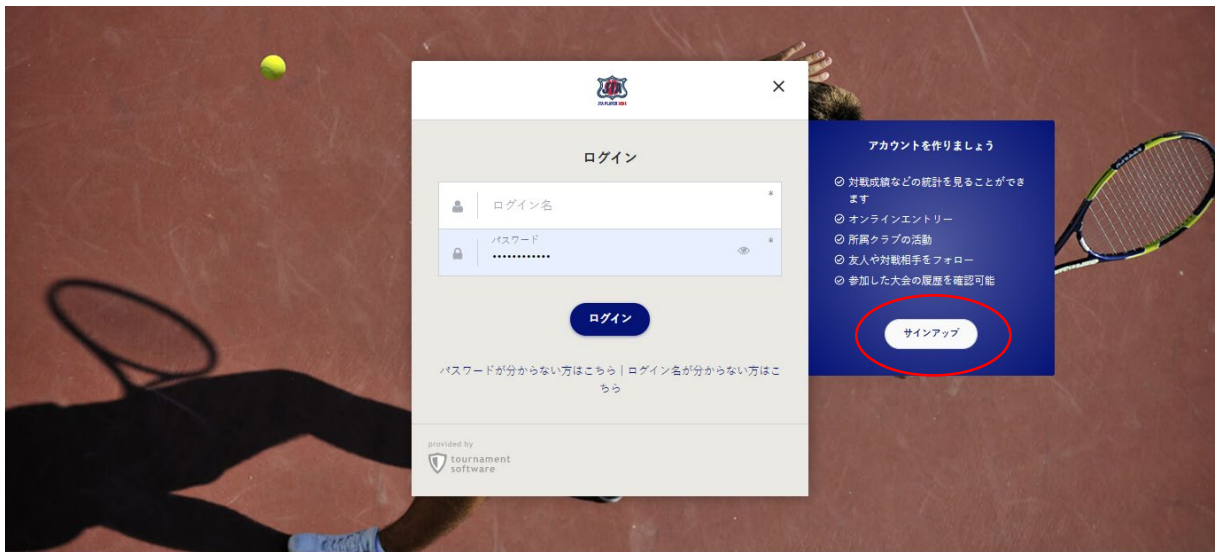 JTA PLAYER ZONE
ログイン
ログイン名
*
パスワード
••••••••••••
*
ログイン
パスワードが分からない方はこちら | ログイン名が分からない方はこ
ちら
provided by
tournament
software
アカウントを作りましょう
対戦成績などの統計を見ることができ
ます
オンラインエントリー
所属クラブの活動
友人や対戦相手をフォロー
参加した大会の履歴を確認可能
サインアップ